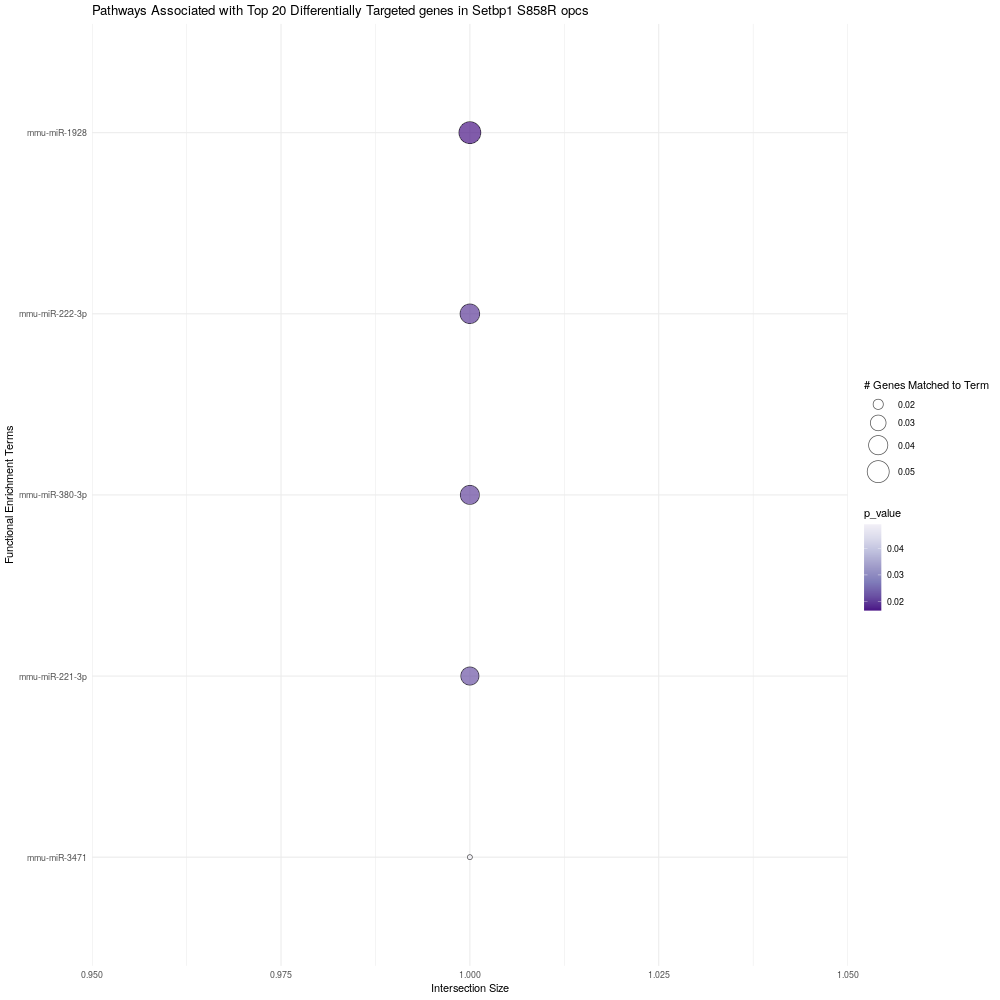 Pathways Associated with Top 20 Differentially Targeted genes in Setbp1 S858R opcs
Functional Enrichment Terms
mmu-miR-1928
mmu-miR-222-3p
mmu-miR-380-3p
mmu-miR-221-3p
mmu-miR-3471
0.950
0.975
1.000
1.025
1.050
Intersection Size
# Genes Matched to Term
0.02
0.03
0.04
0.05
p_value
0.04
0.03
0.02